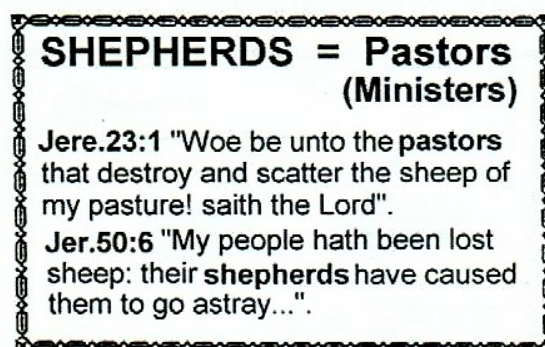 SHEPHERDS = Pastors
(Ministers)
Jere.23:1 "Woe be unto the pastors
that destroy and scatter the sheep of
my pasture! saith the Lord".
Jer.50:6 "My people hath been lost
sheep: their shepherds have caused
them to go astray...".